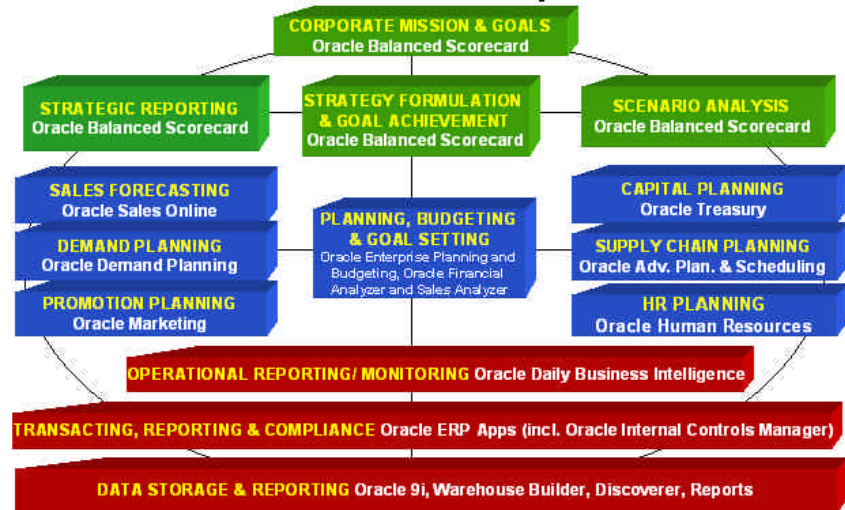 CORPORATE MISSION & GOALS
Oracle Balanced Scorecard
STRATEGIC REPORTING
Oracle Balanced Scorecard
STRATEGY FORMULATION
& GOAL ACHIEVEMENT
Oracle Balanced Scorecard
SCENARIO ANALYSIS
Oracle Balanced Scorecard
SALES FORECASTING
Oracle Sales Online
DEMAND PLANNING
Oracle Demand Planning
PROMOTION PLANNING
Oracle Marketing
PLANNING, BUDGETING
& GOAL SETTING
Oracle Enterprise Planning and
Budgeting, Oracle Financial
Analyzer and Sales Analyzer
CAPITAL PLANNING
Oracle Treasury
SUPPLY CHAIN PLANNING
Oracle Adv. Plan. & Scheduling
HR PLANNING
Oracle Human Resources
OPERATIONAL REPORTING/ MONITORING Oracle Daily Business Intelligence
TRANSACTING, REPORTING & COMPLIANCE Oracle ERP Apps (incl. Oracle Internal Controls Manager)
DATA STORAGE & REPORTING Oracle 9i, Warehouse Builder, Discoverer, Reports